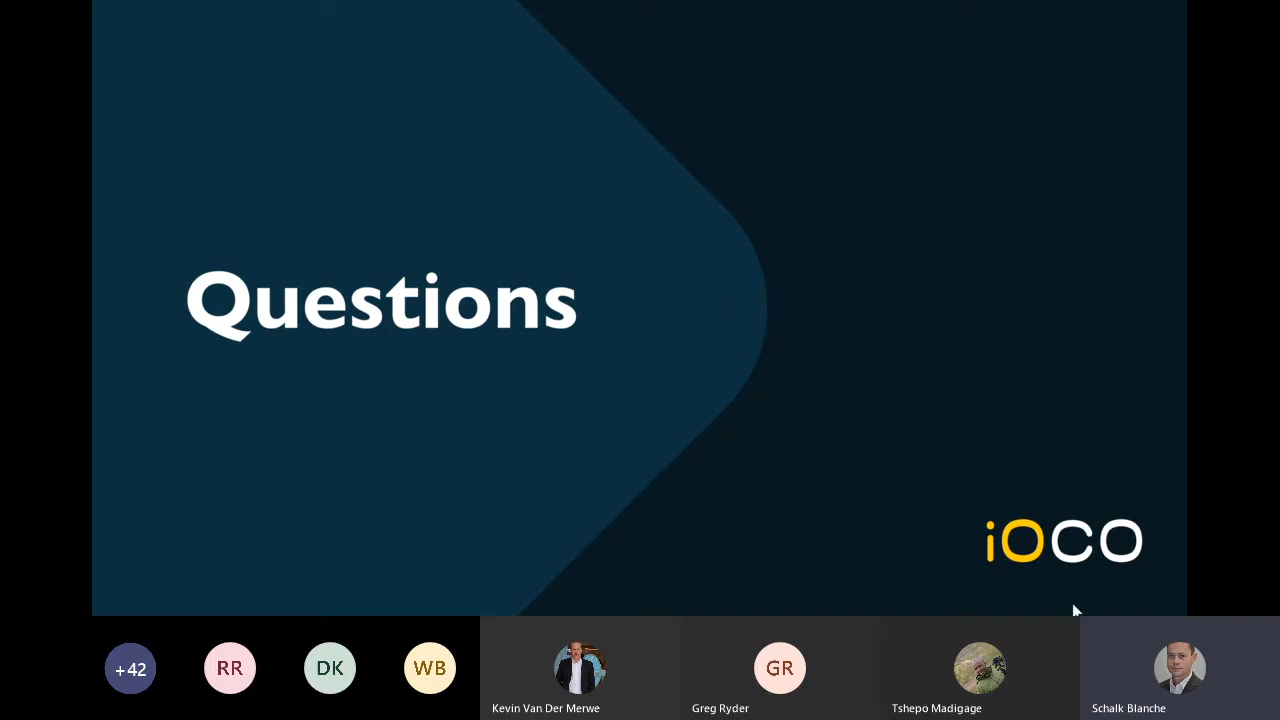 Questions
iOCO
+42
RR
DK
WB
GR
Kevin Van Der Merwe
Greg Ryder
Tshepo Madigage
Schalk Blanche